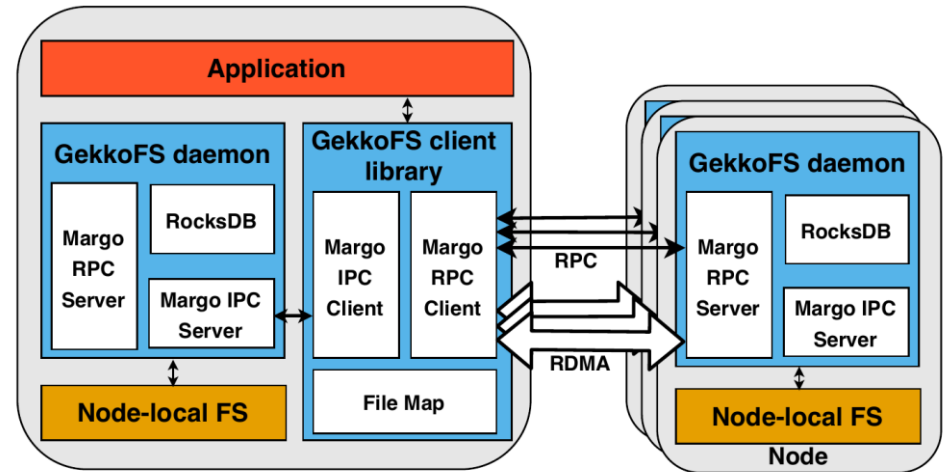 Application
GekkoFS daemon
Margo
RPC
Server
RocksDB
Margo IPC
Server
Node-local FS
GekkoFS client
library
Margo
IPC
Client
Margo
RPC
Client
File Map
RPC
RDMA
GekkoFS daemon
Margo
RPC
Server
RocksDB
Margo IPC
Server
Node-local FS
Node